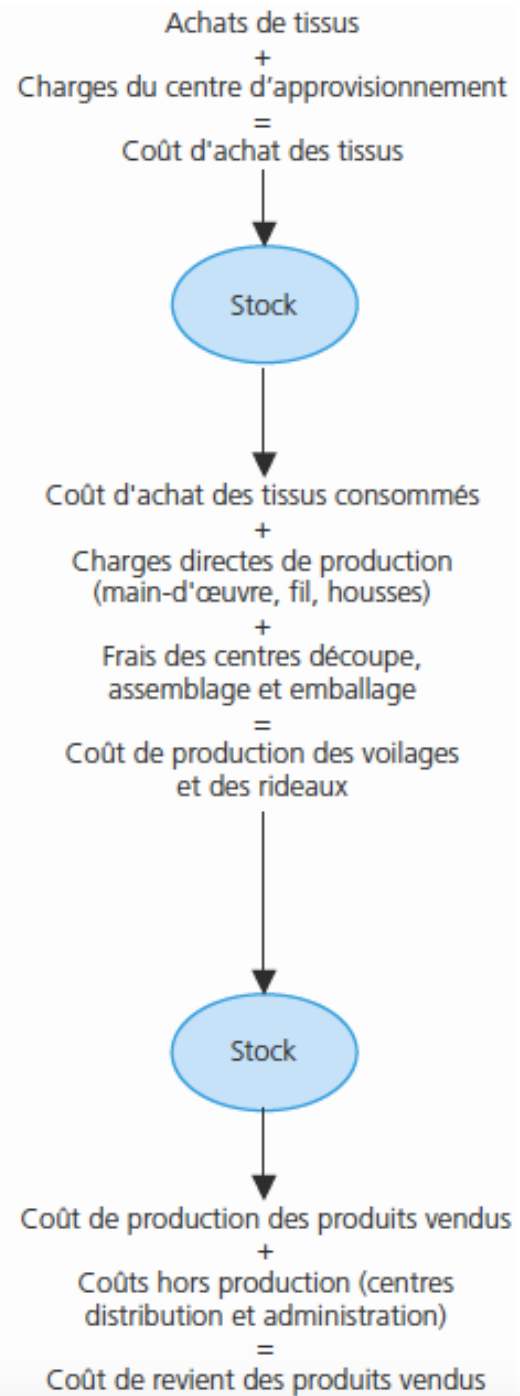 Achats de tissus
+
Charges du centre d’approvisionnement
=
Coût d'achat des tissus
Stock
Coût d'achat des tissus consommés
+
Charges directes de production
(main-d'œuvre, fil, housses)
+
Frais des centres découpe,
assemblage et emballage
=
Coût de production des voilages
et des rideaux
Stock
Coût de production des produits vendus
+
Coûts hors production (centres
distribution et administration)
=
Coût de revient des produits vendus